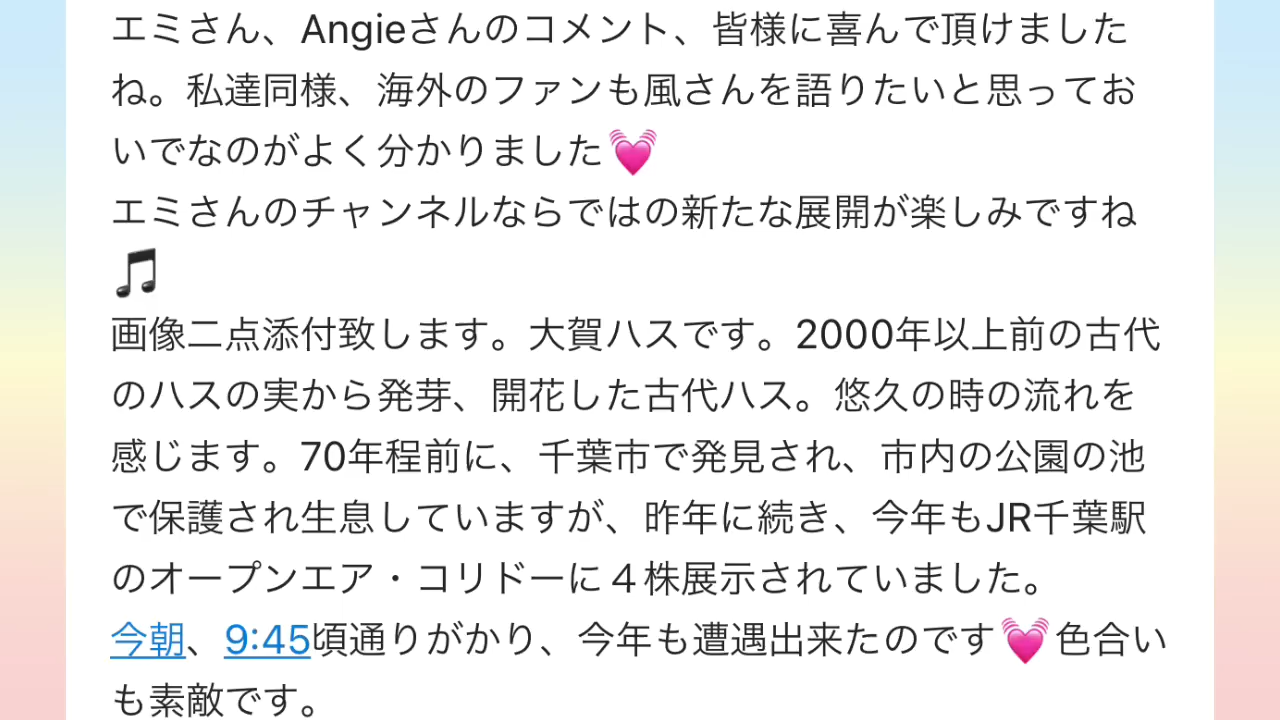 エミさん、Angieさんのコメント、皆様に喜んで頂けました
ね。私達同様、海外のファンも風さんを語りたいと思ってお
いでなのがよく分かりました💓
エミさんのチャンネルならではの新たな展開が楽しみですね
🎵
画像二点添付致します。大賀ハスです。2000年以上前の古代
のハスの実から発芽、開花した古代ハス。悠久の時の流れを
感じます。70年程前に、千葉市で発見され、市内の公園の池
で保護され生息していますが、昨年に続き、今年もJR千葉駅
のオープンエア・コリドーに４株展示されていました。
今朝、9:45頃通りがかり、今年も遭遇出来たのです💓色合い
も素敵です。